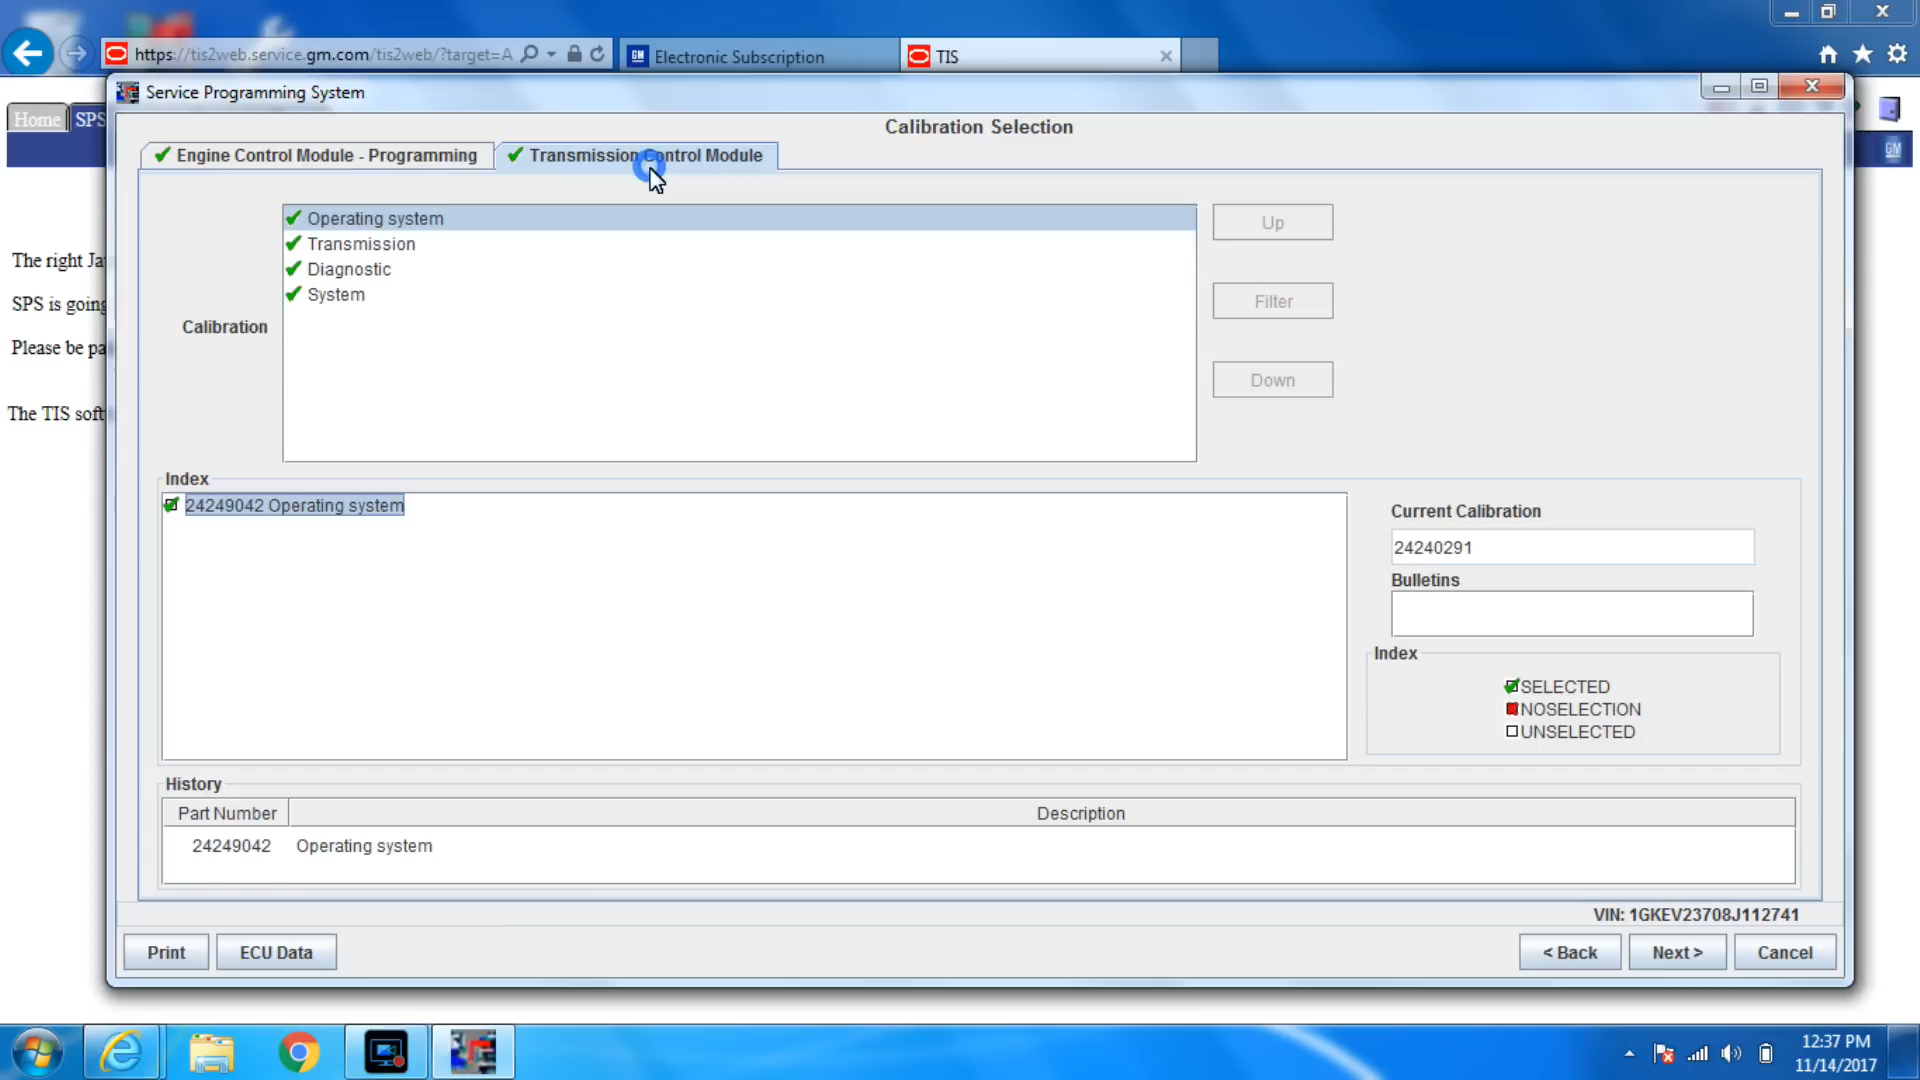 https://tis2web.service.gm.com/tis2web/?target=A
GM Electronic Subscription
TIS
Service Programming System
Home SPS
Calibration Selection
Engine Control Module - Programming
Transmission Control Module
GM
Operating system
Transmission
Diagnostic
System
Calibration
Up
Filter
Down
The right Ja
SPS is going
Please be pa
The TIS soft
Index
24249042 Operating system
Current Calibration
24240291
Bulletins
Index
SELECTED
NOSELECTION
UNSELECTED
History
Part Number Description
24249042 Operating system
VIN: 1GKEV23708J112741
Print
ECU Data
< Back
Next >
Cancel
12:37 PM
11/14/2017